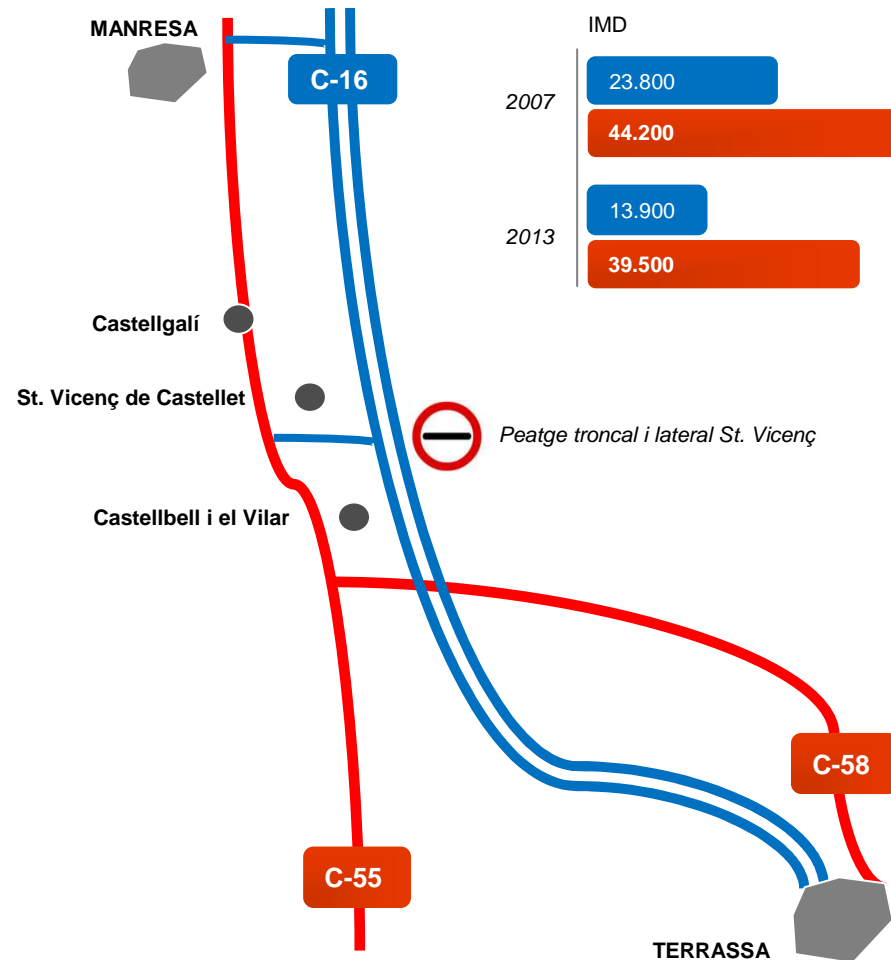 MANRESA
C-16
IMD
2007
23.800
44.200
2013
13.900
39.500
Castellgalí
St. Vicenç de Castellet
Peatge troncal i lateral St. Vicenç
Castellbell i el Vilar
C-58
C-55
TERRASSA